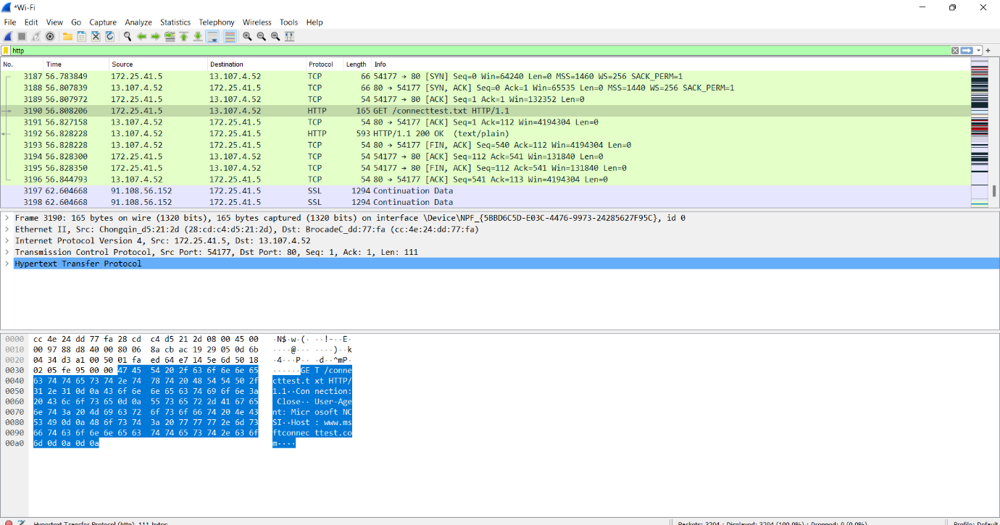 *Wi-Fi
File Edit View Go Capture Analyze Statistics Telephony Wireless Tools Help
http
No. Time Source Destination Protocol Length Info
3187 56.783849 172.25.41.5 13.107.4.52 TCP 66 54177 → 80 [SYN] Seq=0 Win=64240 Len=0 MSS=1460 WS=256 SACK_PERM=1
3188 56.807839 13.107.4.52 172.25.41.5 TCP 66 80 → 54177 [SYN, ACK] Seq=0 Ack=1 Win=65535 Len=0 MSS=1440 WS=256 SACK_PERM=1
3189 56.807972 172.25.41.5 13.107.4.52 TCP 54 54177 → 80 [ACK] Seq=1 Ack=1 Win=132352 Len=0
3190 56.808206 172.25.41.5 13.107.4.52 HTTP 165 GET /connecttest.txt HTTP/1.1
3191 56.827158 13.107.4.52 172.25.41.5 TCP 54 80 → 54177 [ACK] Seq=1 Ack=112 Win=4194304 Len=0
3192 56.828228 13.107.4.52 172.25.41.5 HTTP 593 HTTP/1.1 200 OK (text/plain)
3193 56.828228 13.107.4.52 172.25.41.5 TCP 54 80 → 54177 [FIN, ACK] Seq=540 Ack=112 Win=4194304 Len=0
3194 56.828300 172.25.41.5 13.107.4.52 TCP 54 54177 → 80 [ACK] Seq=112 Ack=541 Win=131840 Len=0
3195 56.828350 172.25.41.5 13.107.4.52 TCP 54 54177 → 80 [FIN, ACK] Seq=112 Ack=541 Win=131840 Len=0
3196 56.844793 13.107.4.52 172.25.41.5 TCP 54 80 → 54177 [ACK] Seq=541 Ack=113 Win=4194304 Len=0
3197 62.604668 91.108.56.152 172.25.41.5 SSL 1294 Continuation Data
3198 62.604668 91.108.56.152 172.25.41.5 SSL 1294 Continuation Data
Frame 3190: 165 bytes on wire (1320 bits), 165 bytes captured (1320 bits) on interface \Device\NPF_{5BBD6C5D-E03C-4476-9973-24285627F95C}, id 0
Ethernet II, Src: Chongqin_d5:21:2d (28:cd:c4:d5:21:2d), Dst: BrocadeC_dd:77:fa (cc:4e:24:dd:77:fa)
Internet Protocol Version 4, Src: 172.25.41.5, Dst: 13.107.4.52
Transmission Control Protocol, Src Port: 54177, Dst Port: 80, Seq: 1, Ack: 1, Len: 111
Hypertext Transfer Protocol
0000 cc 4e 24 dd 77 fa 28 cd c4 d5 21 2d 08 00 45 00 ·N$·w·(· ··!-··E·
0010 00 97 88 d8 40 00 80 06 8a cb ac 19 29 05 0d 6b ····@··· ····)··k
0020 04 34 d3 a1 00 50 01 fa ed 64 e7 14 5e 6d 50 18 ·4···P·· ·d··^mP·
0030 02 05 fe 95 00 00 47 45 54 20 2f 63 6f 6e 6e 65 ······GE T /conne
0040 63 74 74 65 73 74 2e 74 78 74 20 48 54 54 50 2f cttest.t xt HTTP/
0050 31 2e 31 0d 0a 43 6f 6e 6e 65 63 74 69 6f 6e 3a 1.1··Con nection:
0060 20 43 6c 6f 73 65 0d 0a 55 73 65 72 2d 41 67 65 Close·· User-Age
0070 6e 74 3a 20 4d 69 63 72 6f 73 6f 66 74 20 4e 43 nt: Micr osoft NC
0080 53 49 0d 0a 48 6f 73 74 3a 20 77 77 77 2e 6d 73 SI··Host : www.ms
0090 66 74 63 6f 6e 6e 65 63 74 74 65 73 74 2e 63 6f ftconnec ttest.co
00a0 6d 0d 0a 0d 0a m····
Hypertext Transfer Protocol (http), 111 bytes Packets: 3204 · Displayed: 3204 (100.0%) · Dropped: 0 (0.0%) Profile: Default